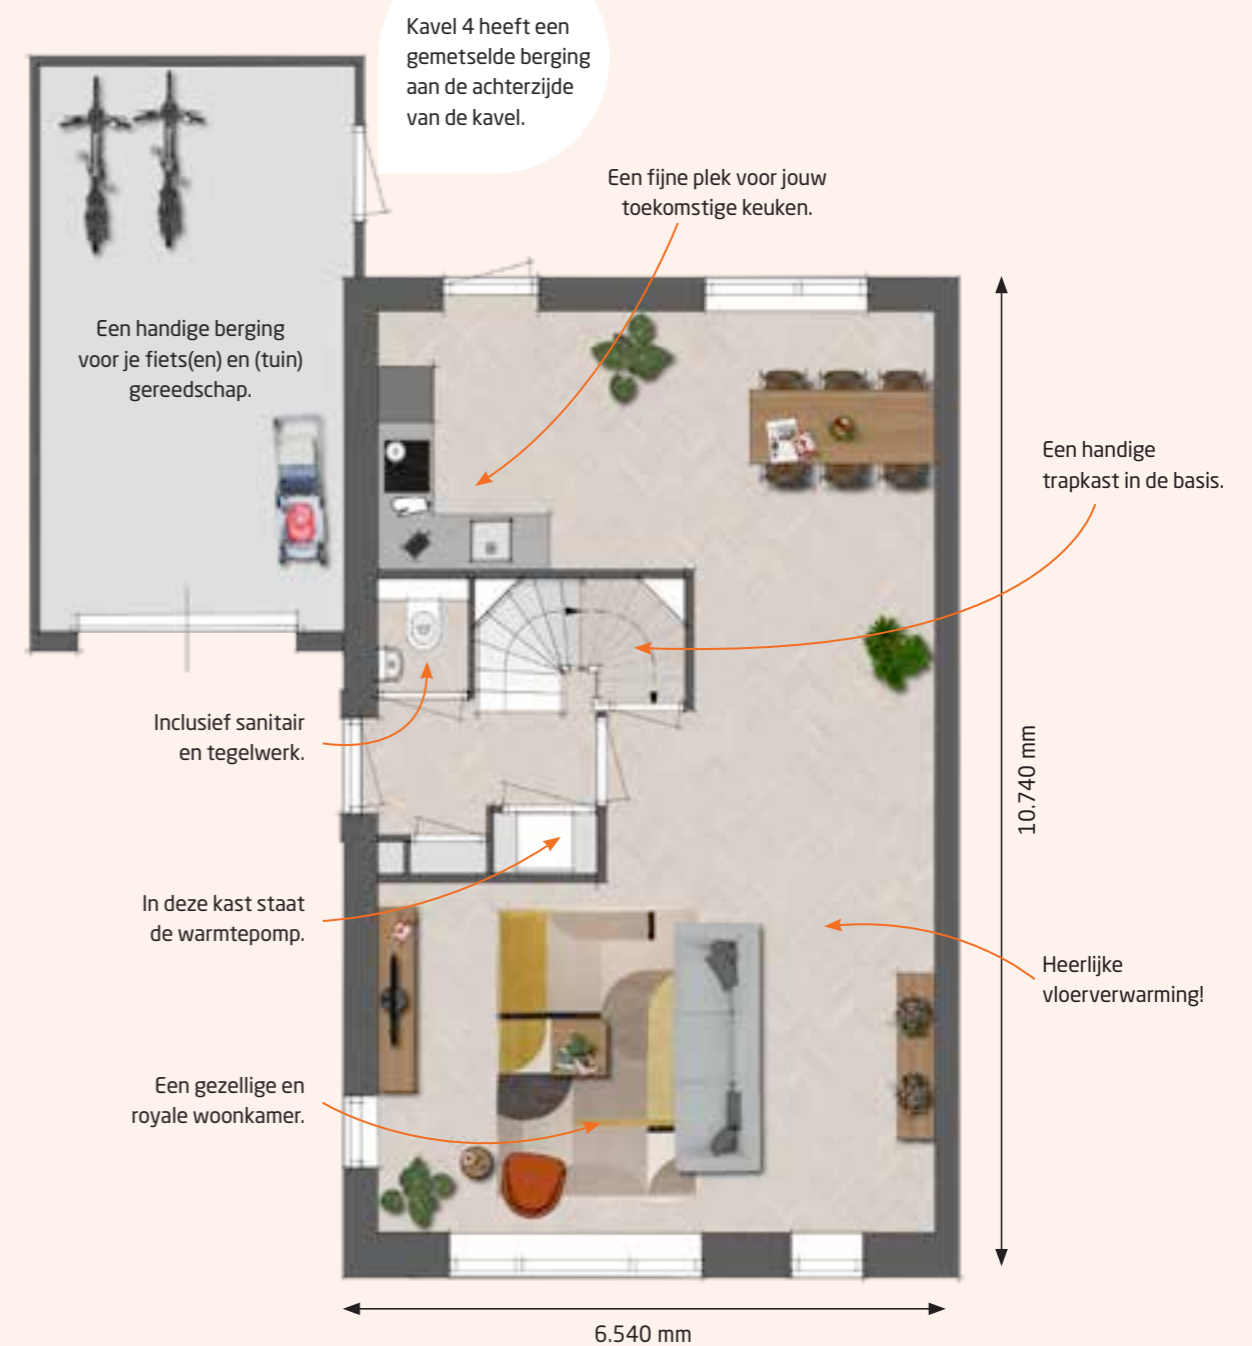 Kavel 4 heeft een
gemetselde berging
aan de achterzijde
van de kavel.
Een fijne plek voor jouw
toekomstige keuken.
Een handige berging
voor je fiets(en) en (tuin)
gereedschap.
Een handige
trapkast in de basis.
Inclusief sanitair
en tegelwerk.
10.740 mm
In deze kast staat
de warmtepomp.
Heerlijke
vloerverwarming!
Een gezellige en
royale woonkamer.
6.540 mm